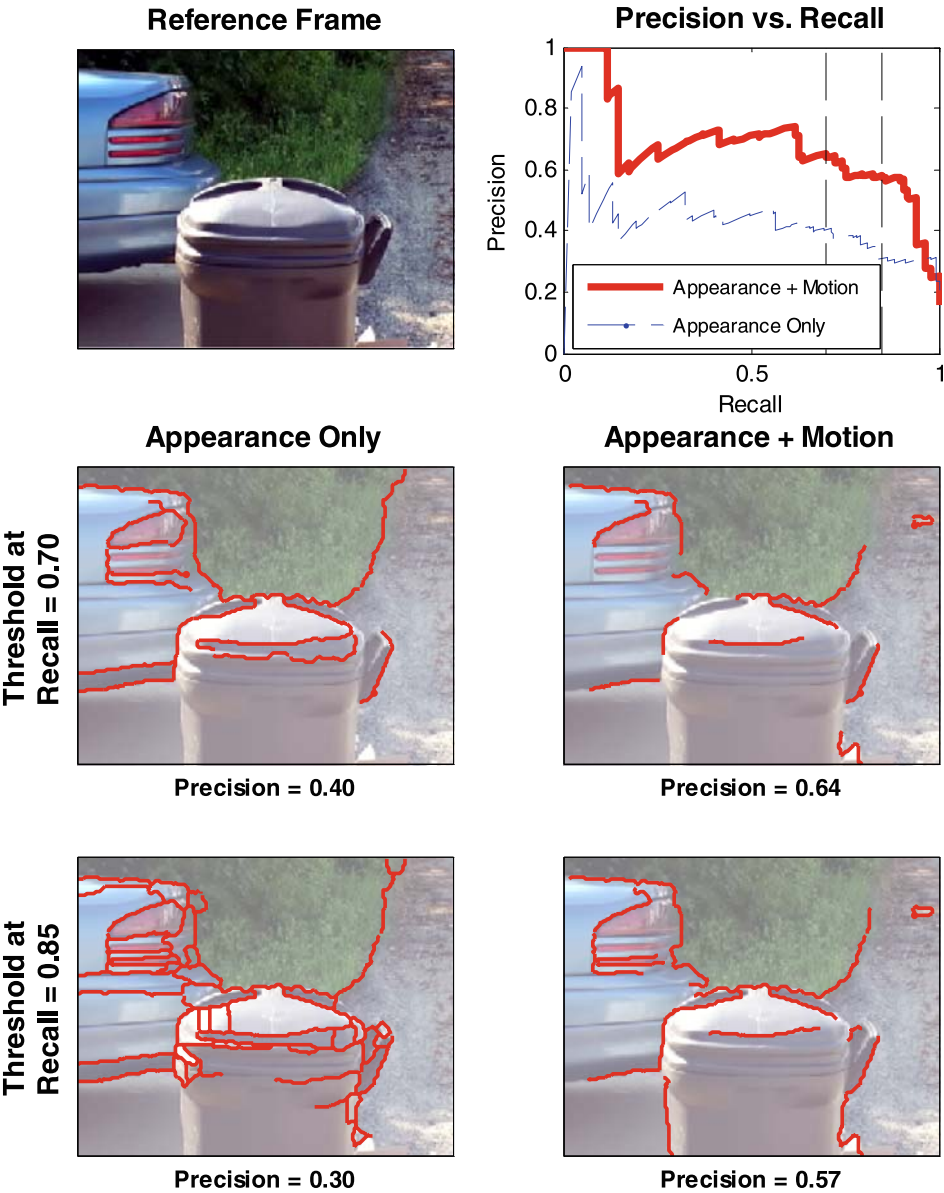 Reference Frame
Precision vs. Recall
Precision
1
0.8
0.6
0.4
0.2
0
Appearance + Motion
Appearance Only
0
0.5
1
Recall
Appearance Only
Appearance + Motion
Threshold at
Recall = 0.70
Precision = 0.40
Precision = 0.64
Threshold at
Recall = 0.85
Precision = 0.30
Precision = 0.57